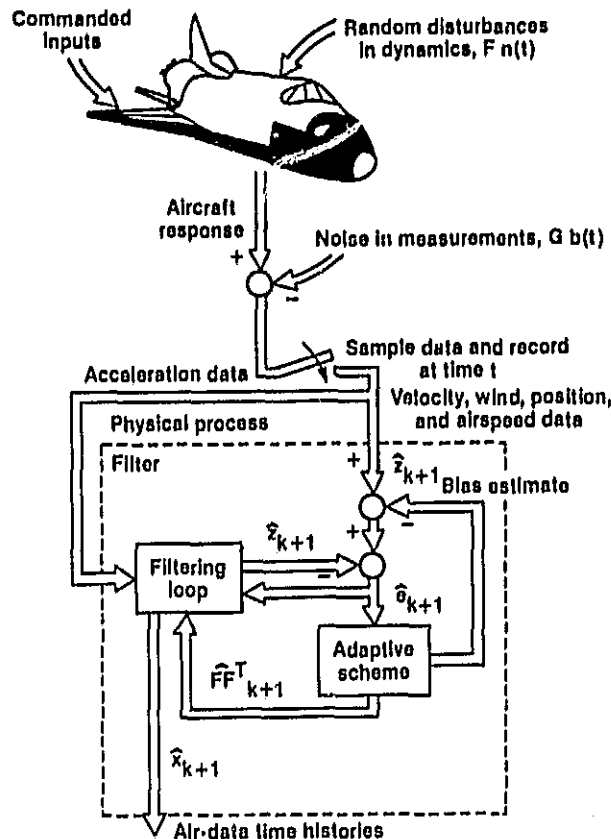 Commanded
inputs
Random disturbances
in dynamics, F n(t)
Aircraft
response
+
Noise in measurements, G b(t)
−
Sample data and record
at time t
Acceleration data
Velocity, wind, position,
and airspeed data
Physical process
Filter
+
ẑk+1
Bias estimate
−
+
ẑk+1
−
Filtering
loop
êk+1
Adaptive
scheme
F̂F̂ᵀk+1
x̂k+1
Air-data time histories